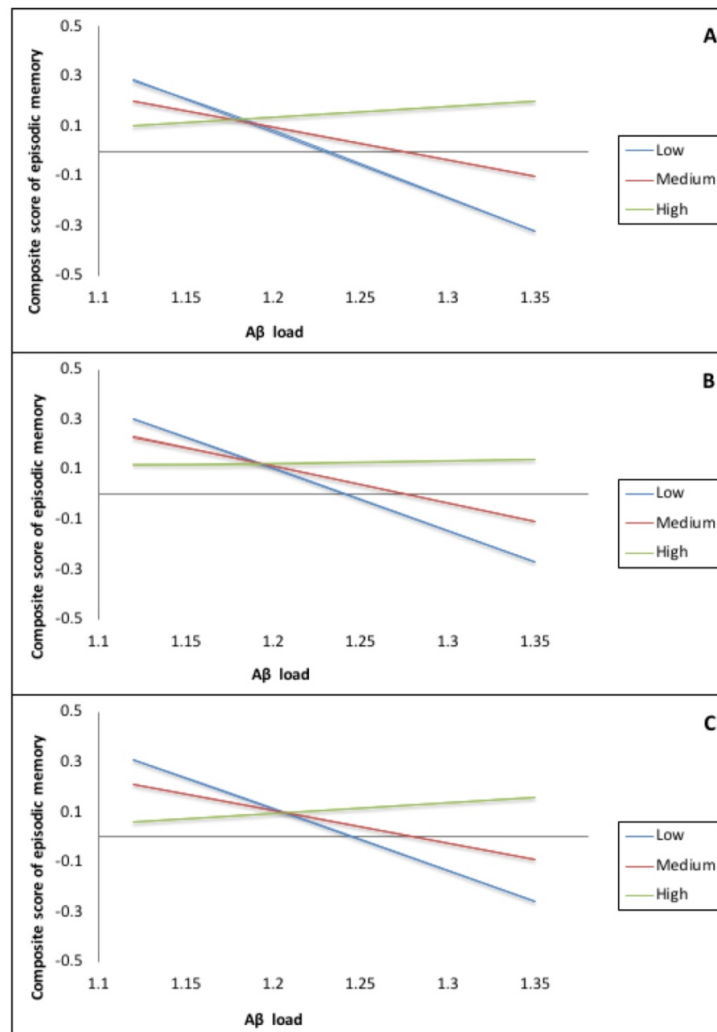 A
0.5
0.3
0.1
-0.1
-0.3
-0.5
Composite score of episodic memory
1.1 1.15 1.2 1.25 1.3 1.35
Aβ load
Low
Medium
High
B
0.5
0.3
0.1
-0.1
-0.3
-0.5
Composite score of episodic memory
1.1 1.15 1.2 1.25 1.3 1.35
Aβ load
Low
Medium
High
C
0.5
0.3
0.1
-0.1
-0.3
-0.5
Composite score of episodic memory
1.1 1.15 1.2 1.25 1.3 1.35
Aβ load
Low
Medium
High